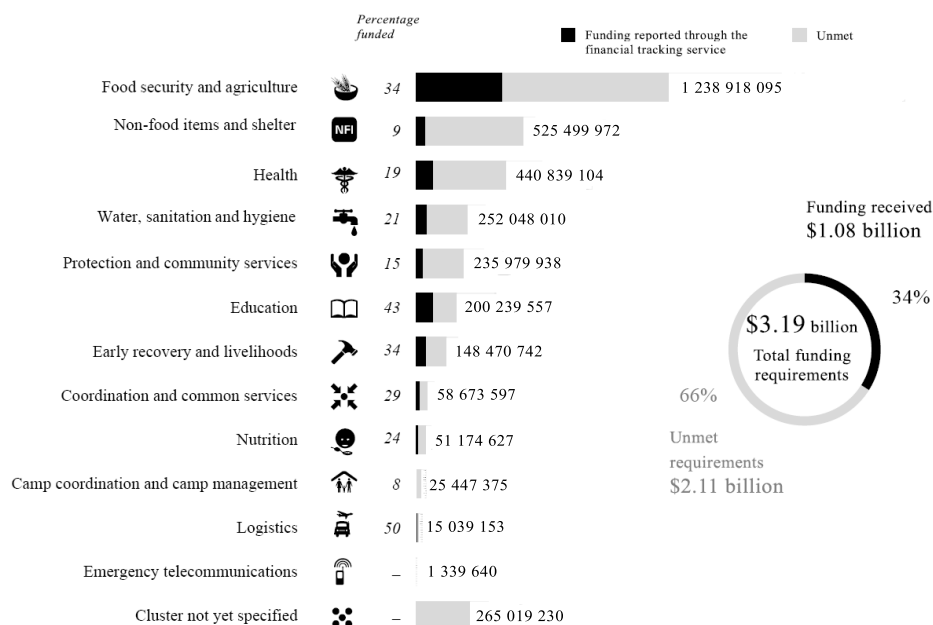 Percentage
funded
Funding reported through the
financial tracking service
Unmet
Food security and agriculture 34 1 238 918 095
Non-food items and shelter NFI 9 525 499 972
Health 19 440 839 104
Water, sanitation and hygiene 21 252 048 010
Protection and community services 15 235 979 938
Education 43 200 239 557
Early recovery and livelihoods 34 148 470 742
Coordination and common services 29 58 673 597
Nutrition 24 51 174 627
Camp coordination and camp management 8 25 447 375
Logistics 50 15 039 153
Emergency telecommunications – 1 339 640
Cluster not yet specified – 265 019 230
Funding received
$1.08 billion
34%
$3.19 billion
Total funding
requirements
66%
Unmet
requirements
$2.11 billion